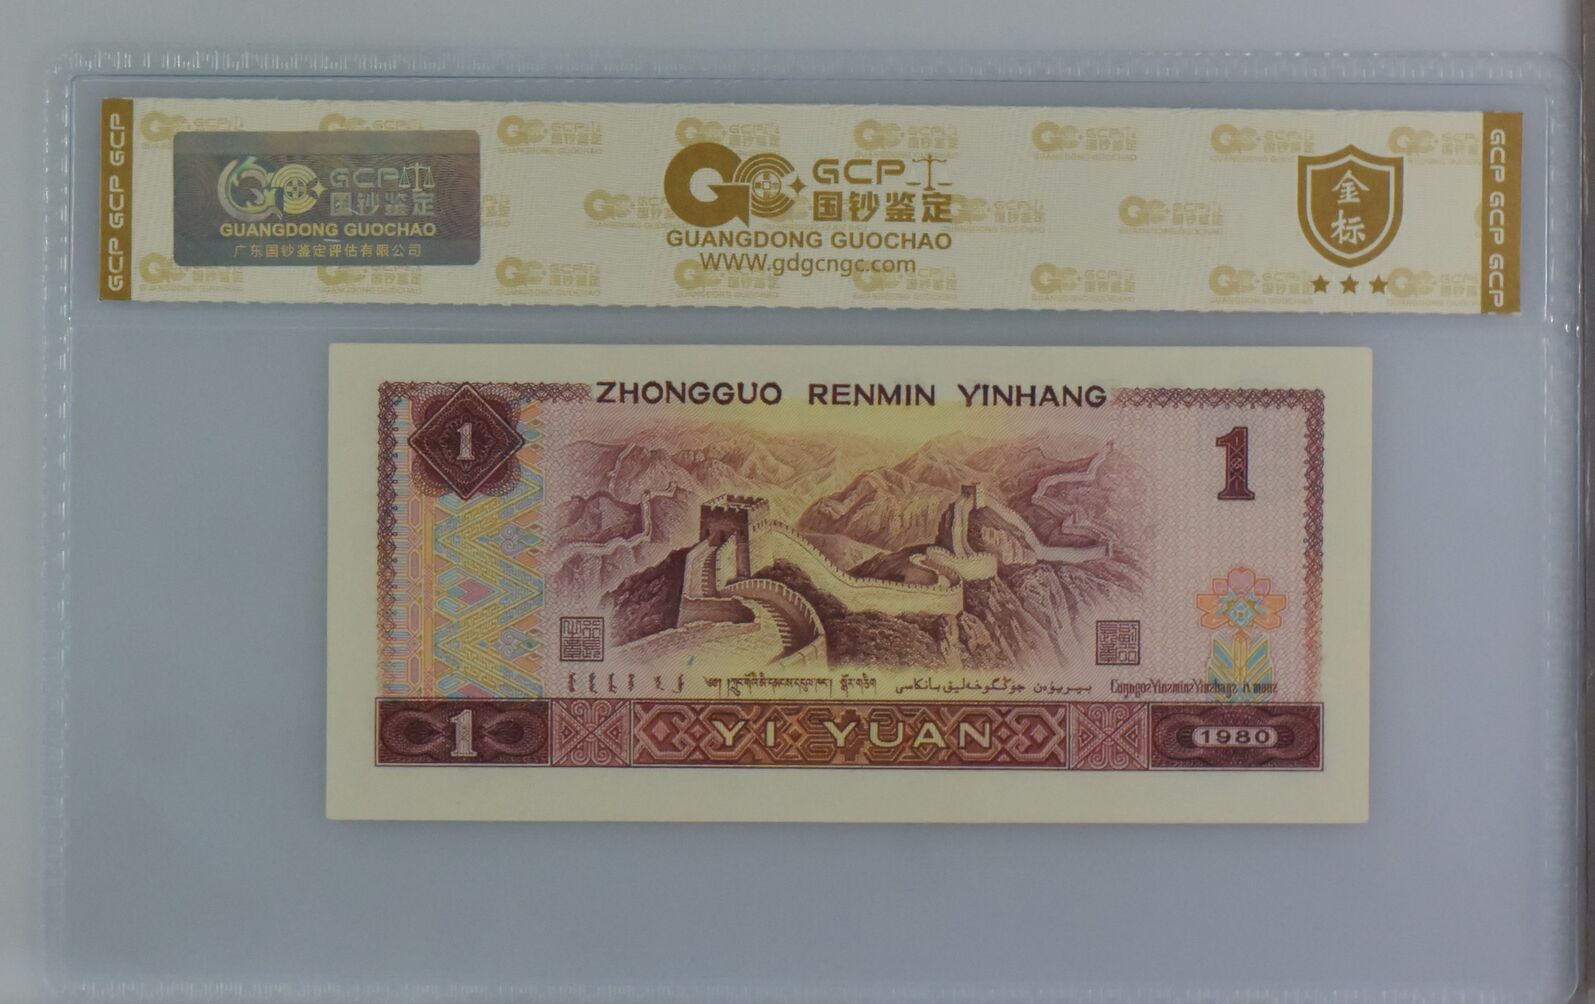 GCP GCP GCP
GCP 国钞鉴定
GUANGDONG GUOCHAO
广东国钞鉴定评估有限公司
GCP
国钞鉴定
GUANGDONG GUOCHAO
WWW.gdgcngc.com
金标
GCP GCP GCP
ZHONGGUO RENMIN YINHANG
1
1
1
YI YUAN
1980